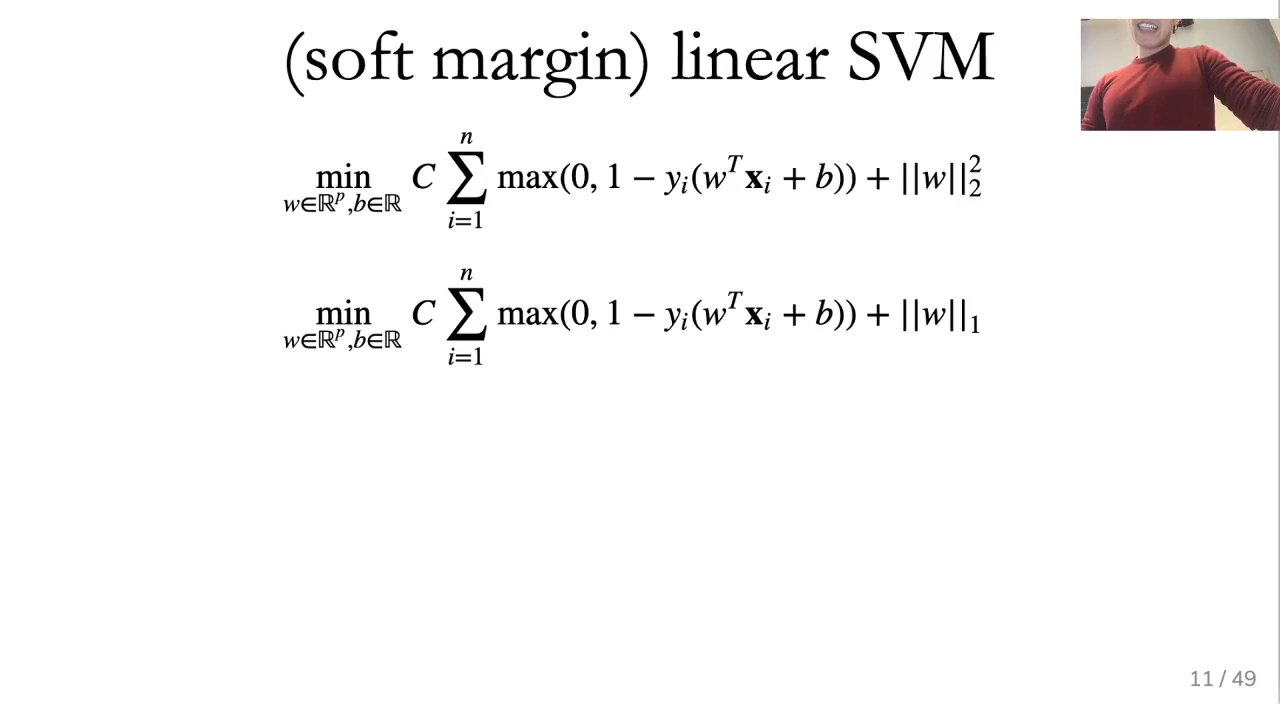 (soft margin) linear SVM
min_{w∈ℝ^p,b∈ℝ} C ∑_{i=1}^{n} max(0, 1 − y_i(w^T 𝐱_i + b)) + ||w||_2^2
min_{w∈ℝ^p,b∈ℝ} C ∑_{i=1}^{n} max(0, 1 − y_i(w^T 𝐱_i + b)) + ||w||_1
11 / 49